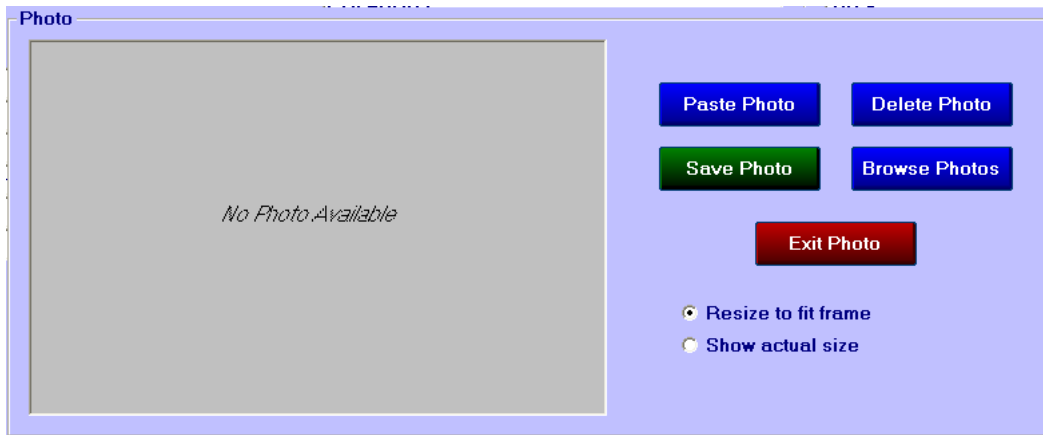 Photo
No Photo Available
Paste Photo
Delete Photo
Save Photo
Browse Photos
Exit Photo
Resize to fit frame
Show actual size